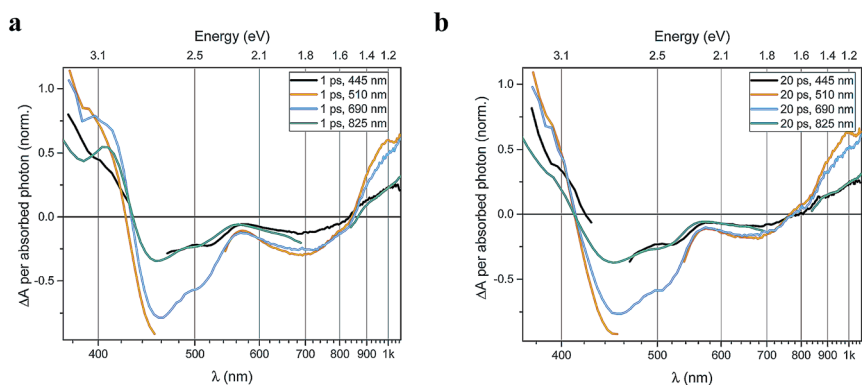 a
Energy (eV)
3.1 2.5 2.1 1.8 1.6 1.4 1.2
1 ps, 445 nm
1 ps, 510 nm
1 ps, 690 nm
1 ps, 825 nm
ΔA per absorbed photon (norm.)
1.0
0.5
0.0
-0.5
400 500 600 700 800 900 1k
λ (nm)
b
Energy (eV)
3.1 2.5 2.1 1.8 1.6 1.4 1.2
20 ps, 445 nm
20 ps, 510 nm
20 ps, 690 nm
20 ps, 825 nm
ΔA per absorbed photon (norm.)
1.0
0.5
0.0
-0.5
400 500 600 700 800 900 1k
λ (nm)